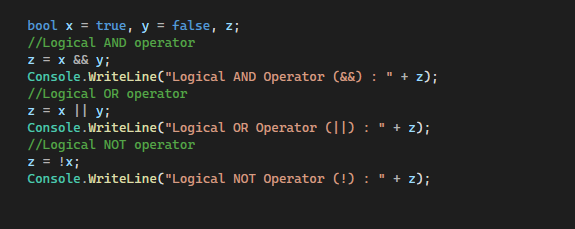 bool x = true, y = false, z;
//Logical AND operator
z = x && y;
Console.WriteLine("Logical AND Operator (&&) : " + z);
//Logical OR operator
z = x || y;
Console.WriteLine("Logical OR Operator (||) : " + z);
//Logical NOT operator
z = !x;
Console.WriteLine("Logical NOT Operator (!) : " + z);